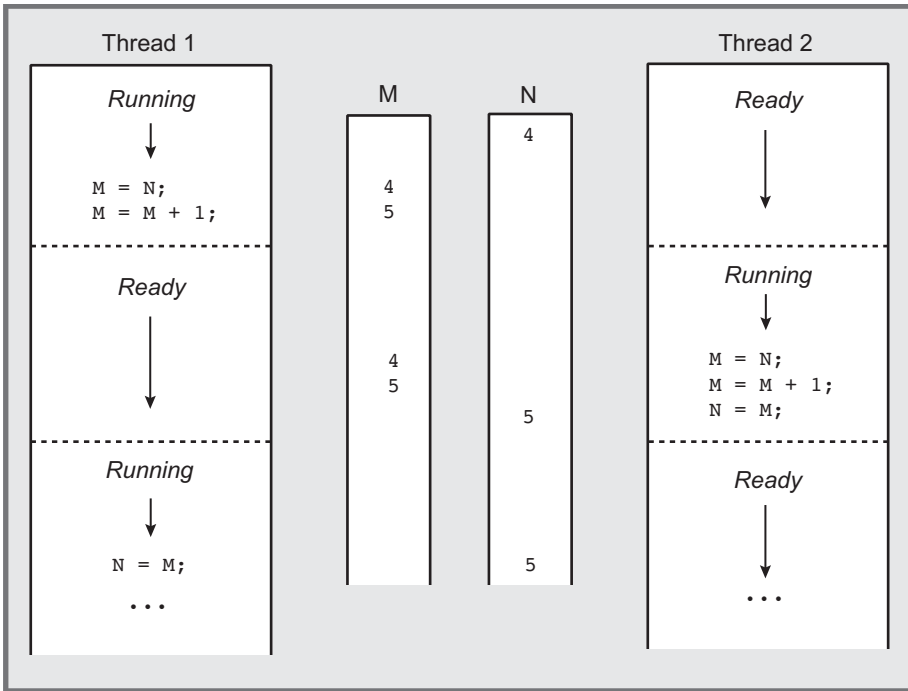 Thread 1
Running
M = N;
M = M + 1;
Ready
Running
N = M;
...
M
4
5
4
5
N
4
5
5
Thread 2
Ready
Running
M = N;
M = M + 1;
N = M;
Ready
...